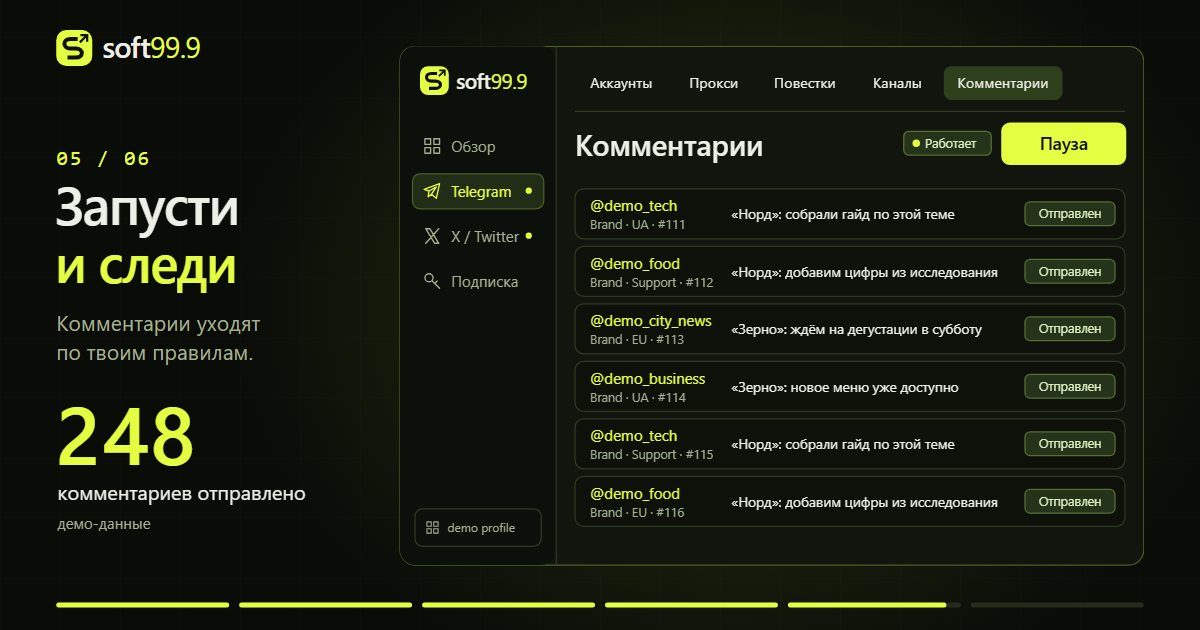 soft99.9
05 / 06
Запусти
и следи
Комментарии уходят
по твоим правилам.
248
комментариев отправлено
демо-данные
soft99.9
Обзор
Telegram
X / Twitter
Подписка
demo profile
Аккаунты Прокси Повестки Каналы Комментарии
Комментарии
Работает
Пауза
@demo_tech
Brand · UA · #111
«Норд»: собрали гайд по этой теме
Отправлен
@demo_food
Brand · Support · #112
«Норд»: добавим цифры из исследования
Отправлен
@demo_city_news
Brand · EU · #113
«Зерно»: ждём на дегустации в субботу
Отправлен
@demo_business
Brand · UA · #114
«Зерно»: новое меню уже доступно
Отправлен
@demo_tech
Brand · Support · #115
«Норд»: собрали гайд по этой теме
Отправлен
@demo_food
Brand · EU · #116
«Норд»: добавим цифры из исследования
Отправлен